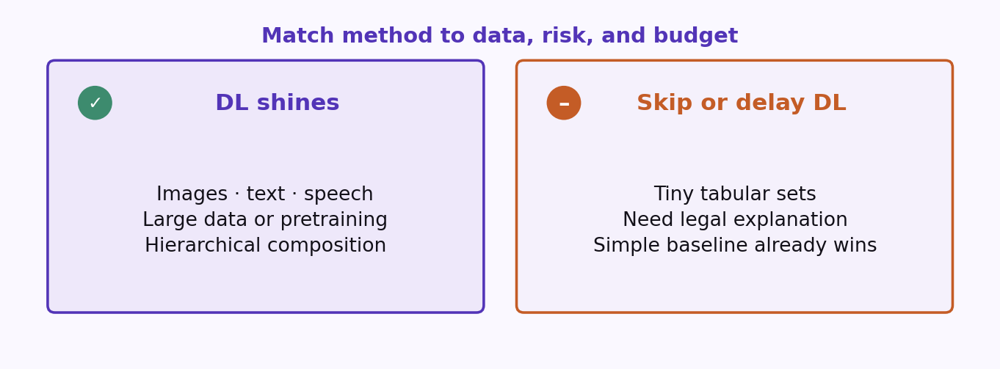 Match method to data, risk, and budget
✓ DL shines
Images · text · speech
Large data or pretraining
Hierarchical composition
– Skip or delay DL
Tiny tabular sets
Need legal explanation
Simple baseline already wins